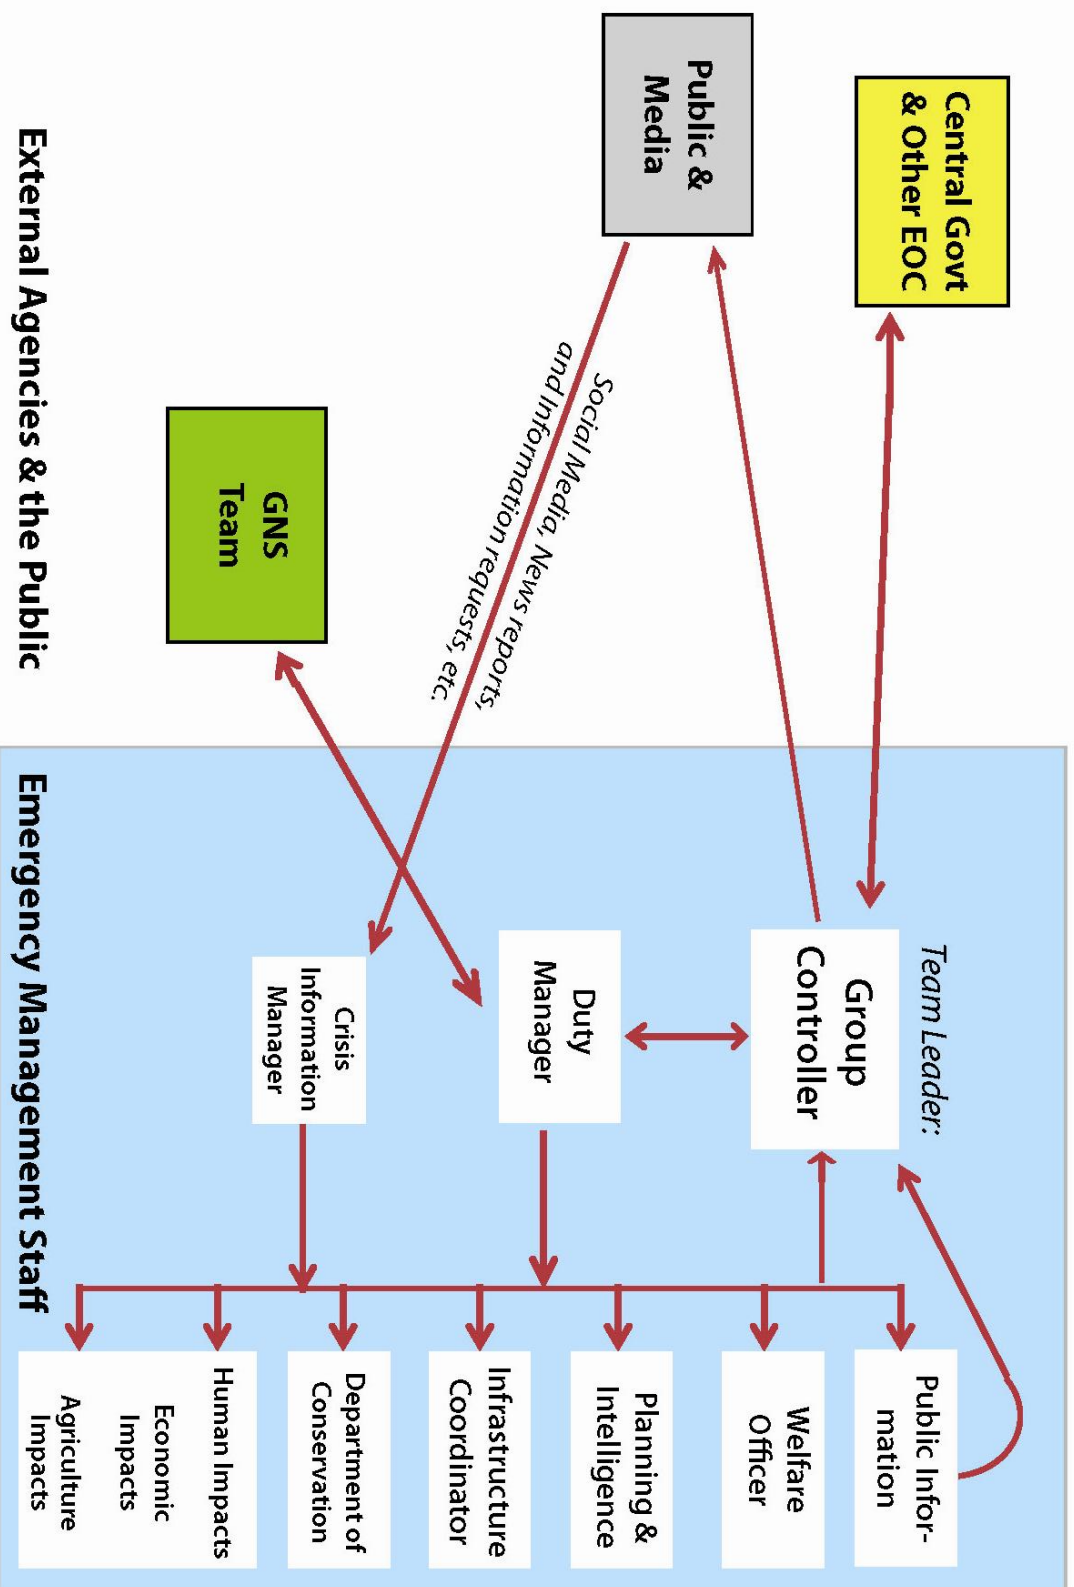 External Agencies & the Public
Emergency Management Staff
Central Govt
& Other EOC
Public &
Media
Social Media, News reports,
and Information requests, etc.
GNS
Team
Team Leader:
Group
Controller
Duty
Manager
Crisis
Information
Manager
Public Infor-
mation
Welfare
Officer
Planning &
Intelligence
Infrastructure
Coordinator
Department of
Conservation
Human Impacts
Economic
Impacts
Agriculture
Impacts